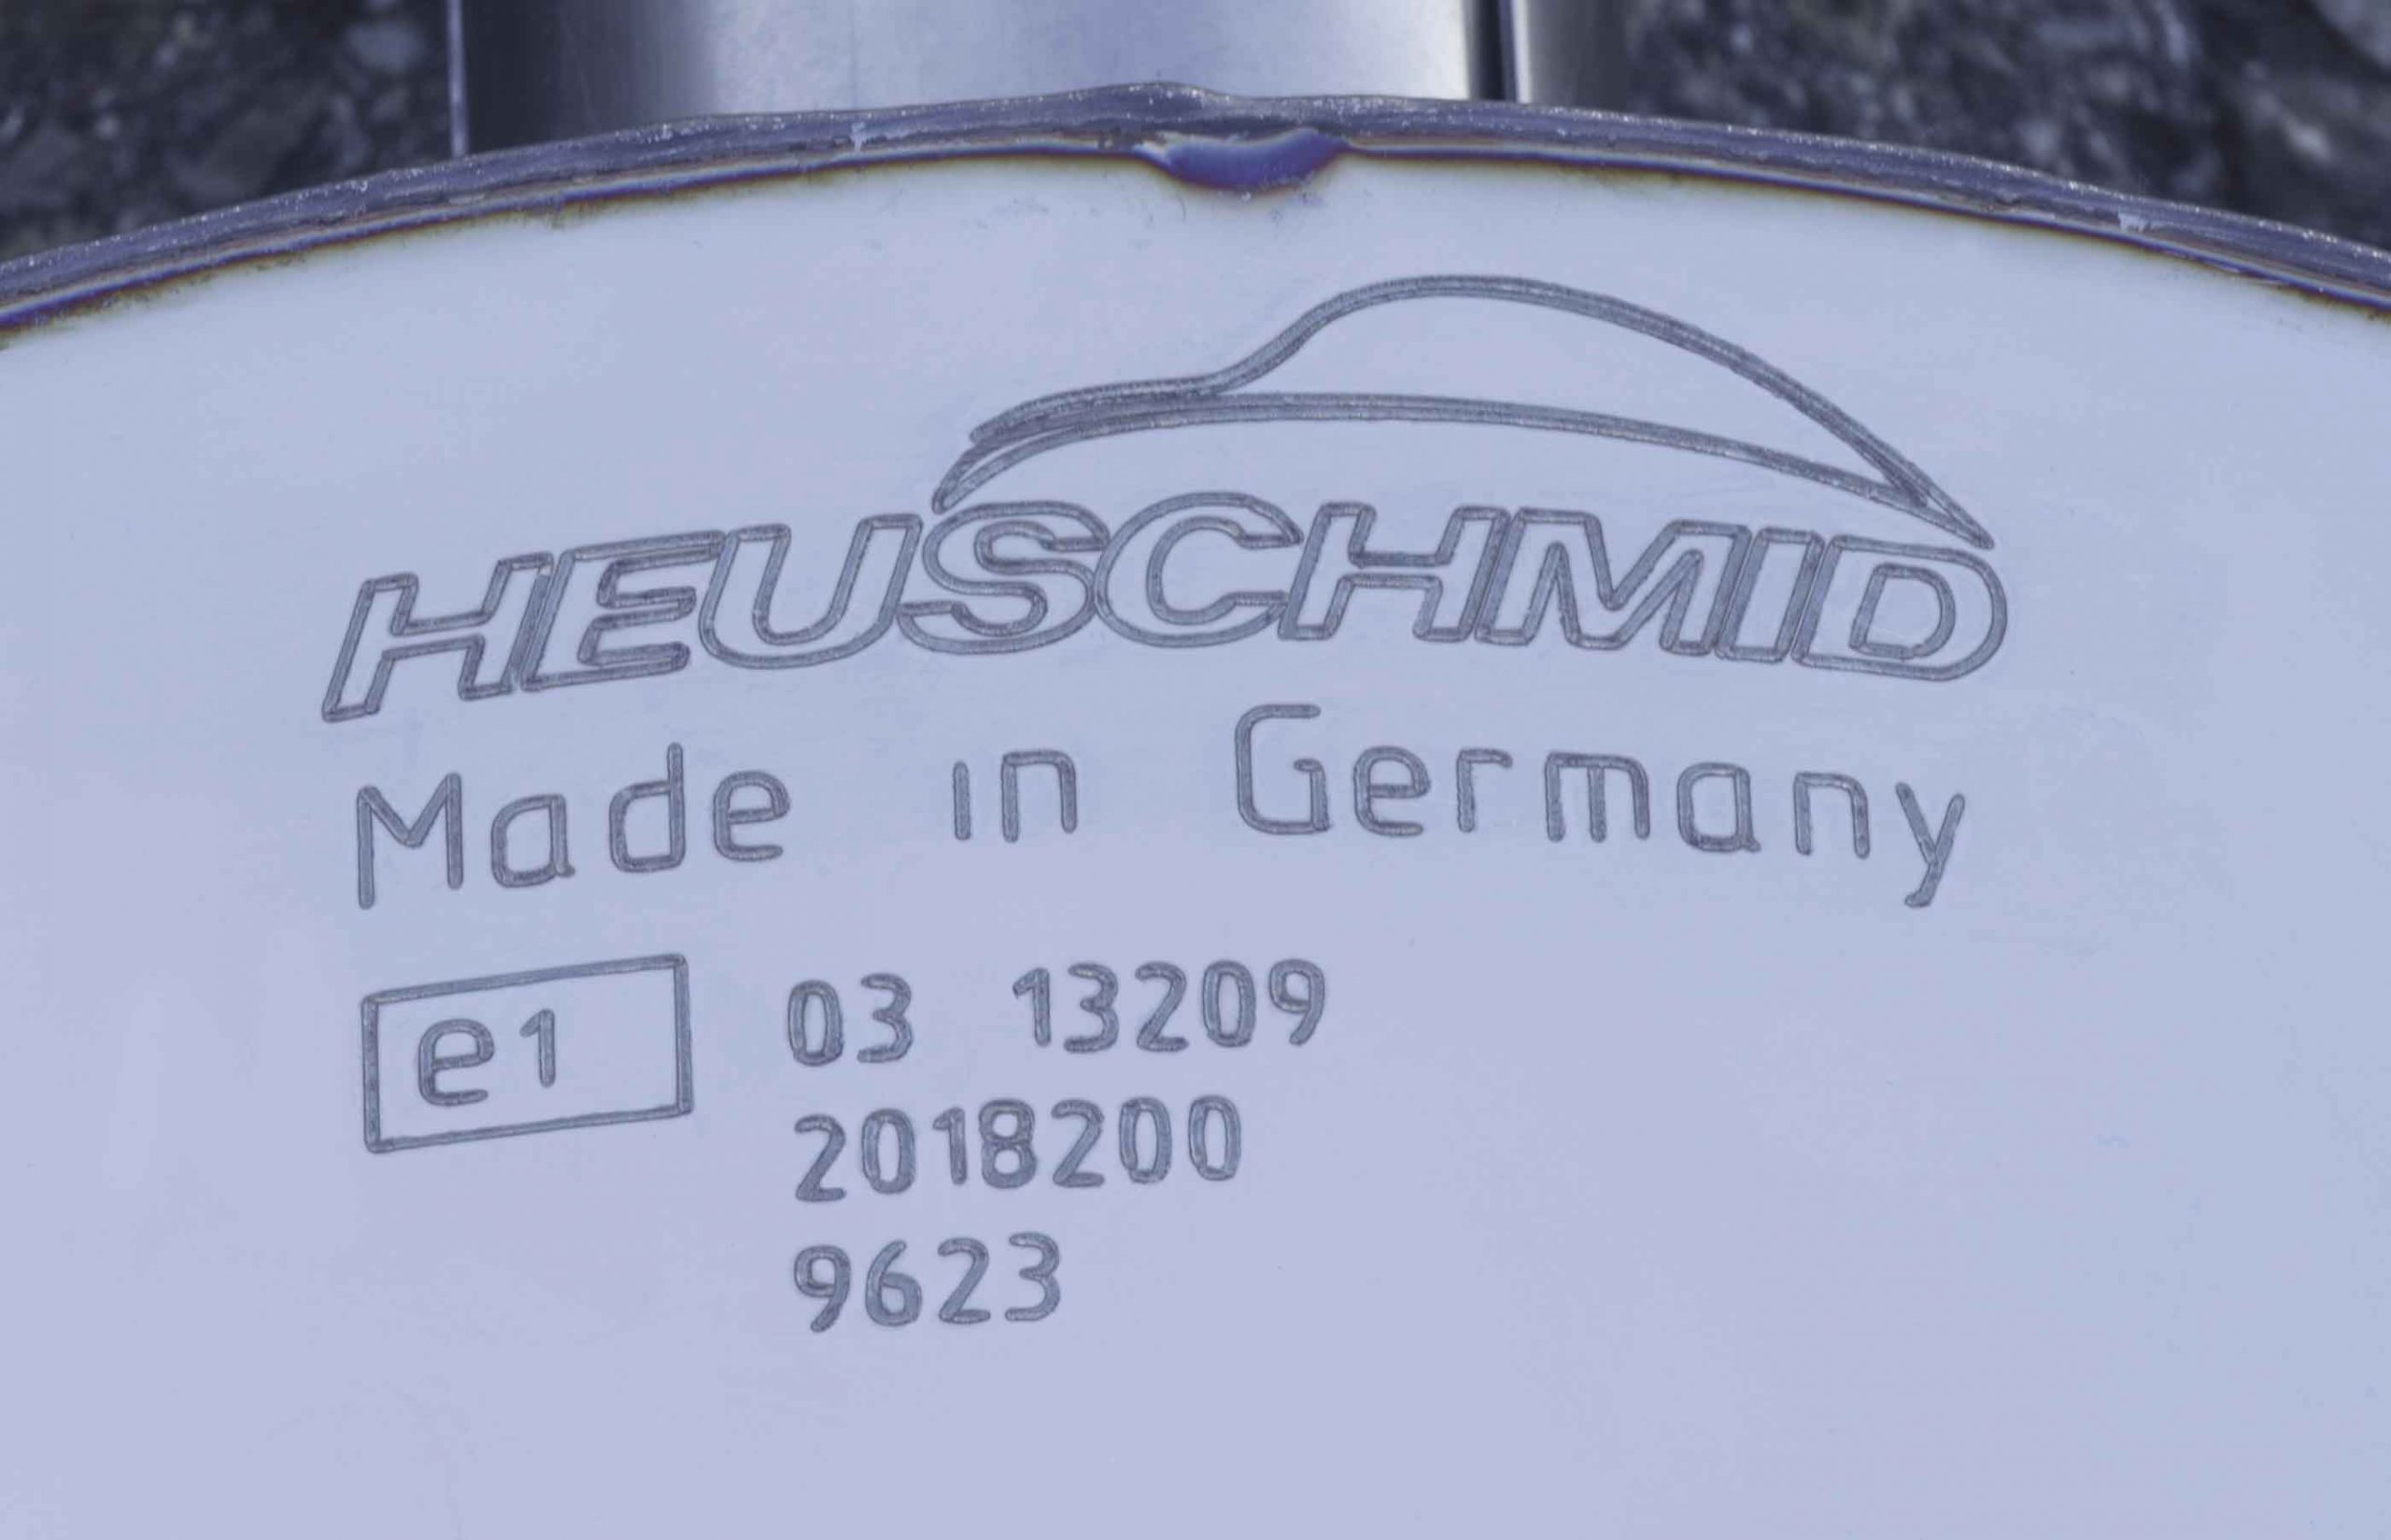 HEUSCHMID
Made in Germany
e1 03 13209
2018200
9623